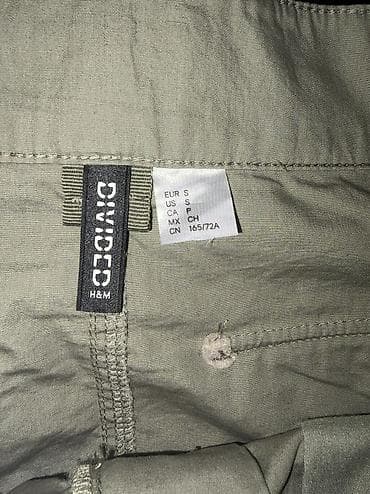 DIVIDED
H&M
EUR S
US S
CA P
MX CH
CN 165/72A